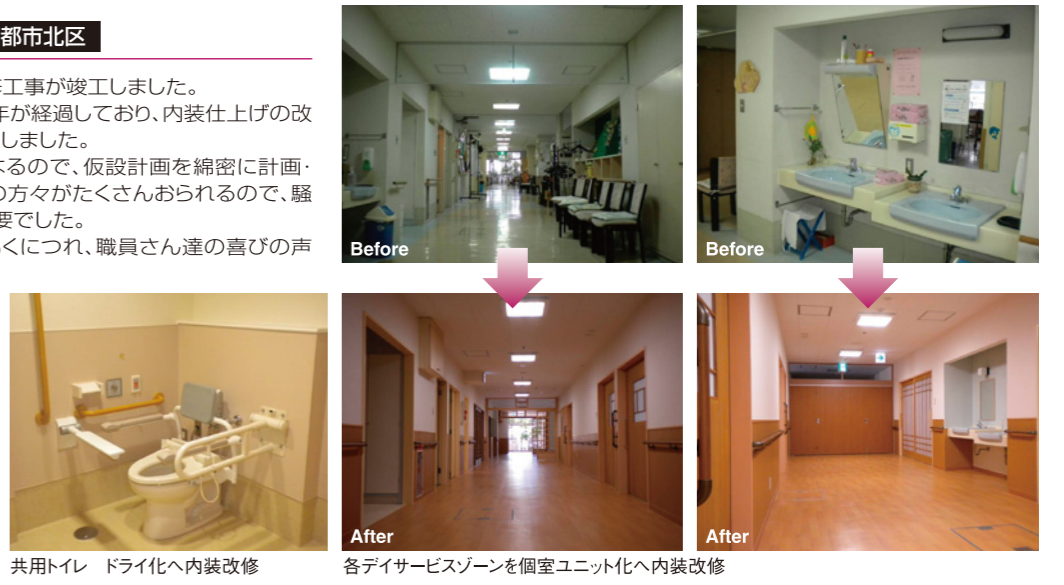 都市北区
工事が竣工しました。
年が経過しており、内装仕上げの改
しました。
るので、仮設計画を綿密に計画・
の方々がたくさんおられるので、騒
要でした。
くにつれ、職員さん達の喜びの声
Before
Before
After
After
共用トイレ ドライ化へ内装改修
各デイサービスゾーンを個室ユニット化へ内装改修